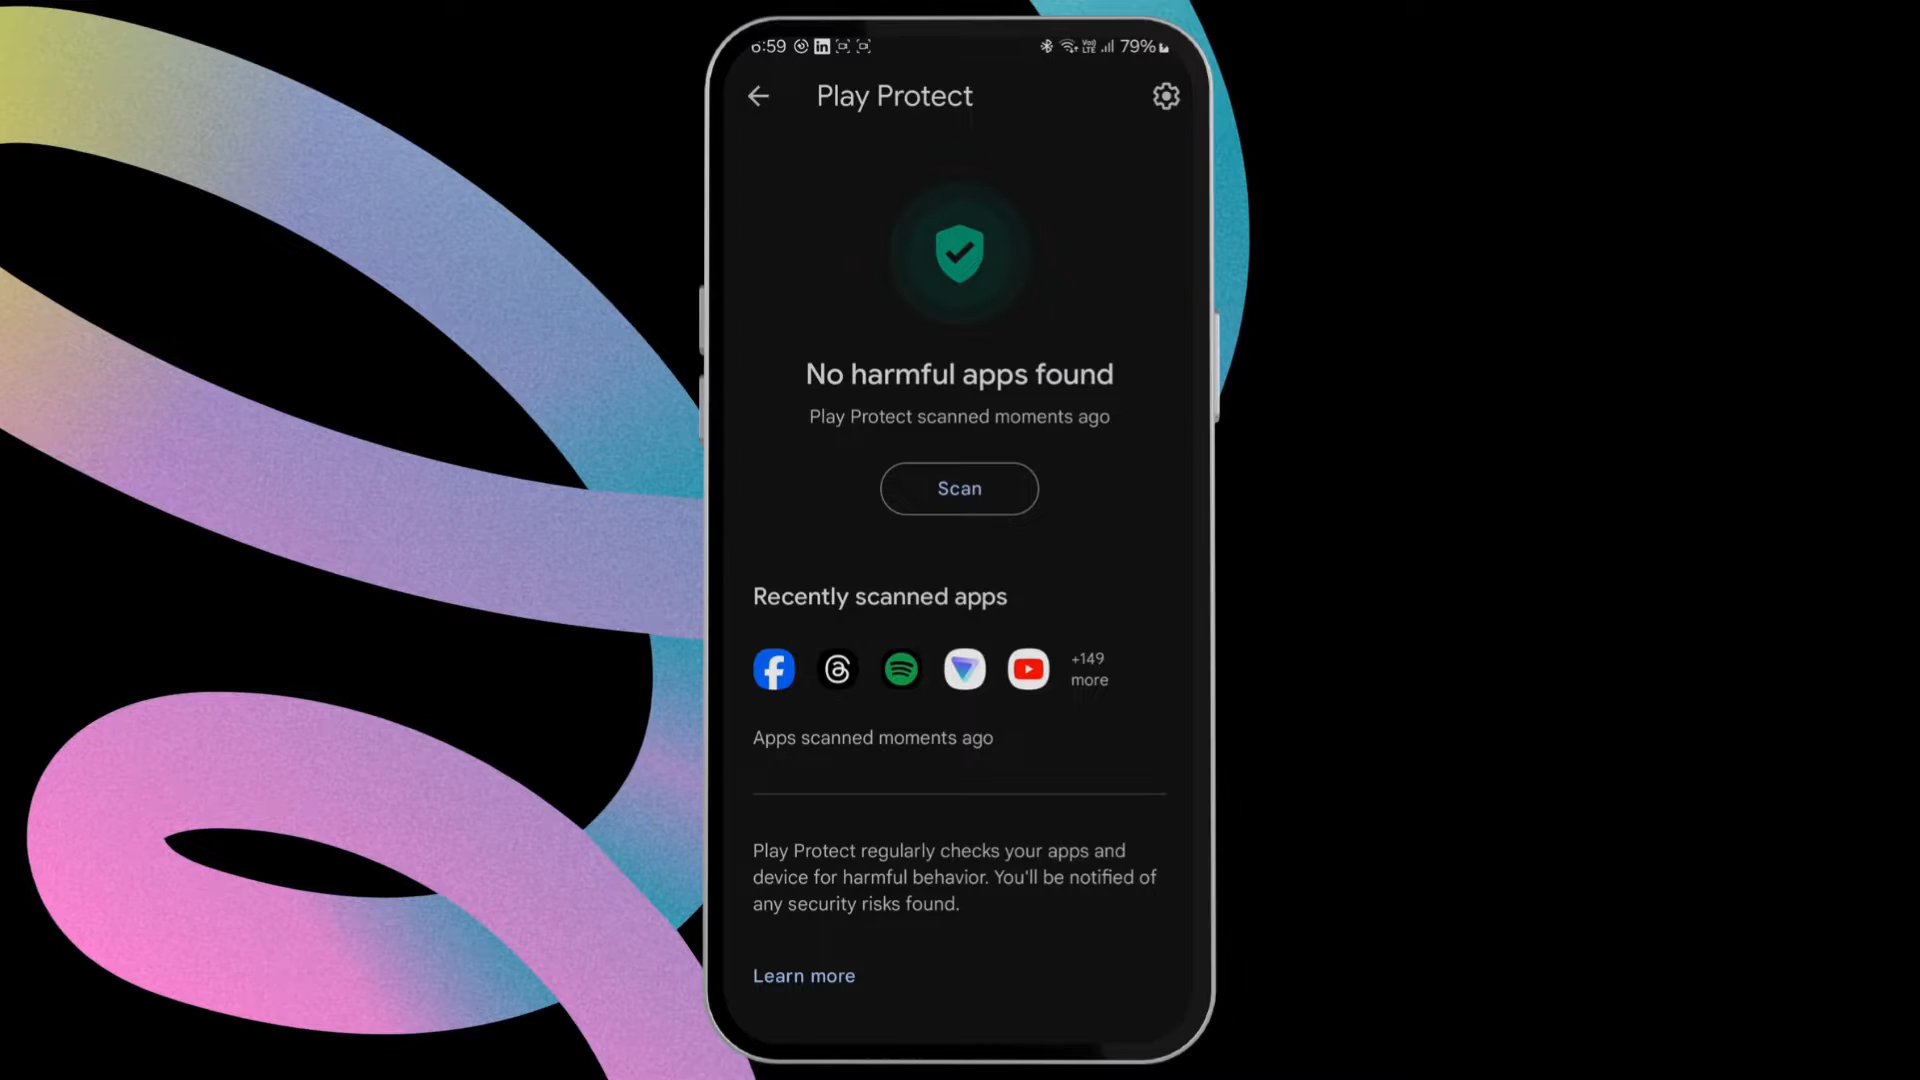 6:59 79%
Play Protect
No harmful apps found
Play Protect scanned moments ago
Scan
Recently scanned apps
+149
more
Apps scanned moments ago
Play Protect regularly checks your apps and
device for harmful behavior. You'll be notified of
any security risks found.
Learn more